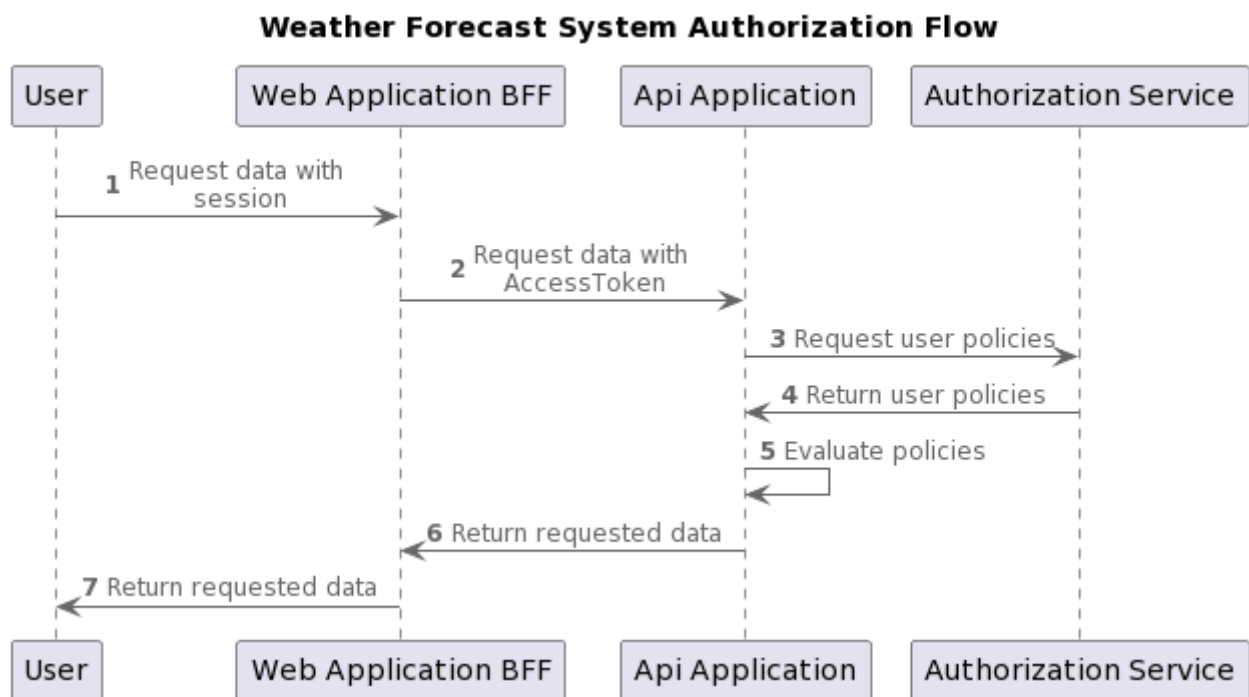 Weather Forecast System Authorization Flow
User
Web Application BFF
Api Application
Authorization Service
1 Request data with
session
2 Request data with
AccessToken
3 Request user policies
4 Return user policies
5 Evaluate policies
6 Return requested data
7 Return requested data
User
Web Application BFF
Api Application
Authorization Service